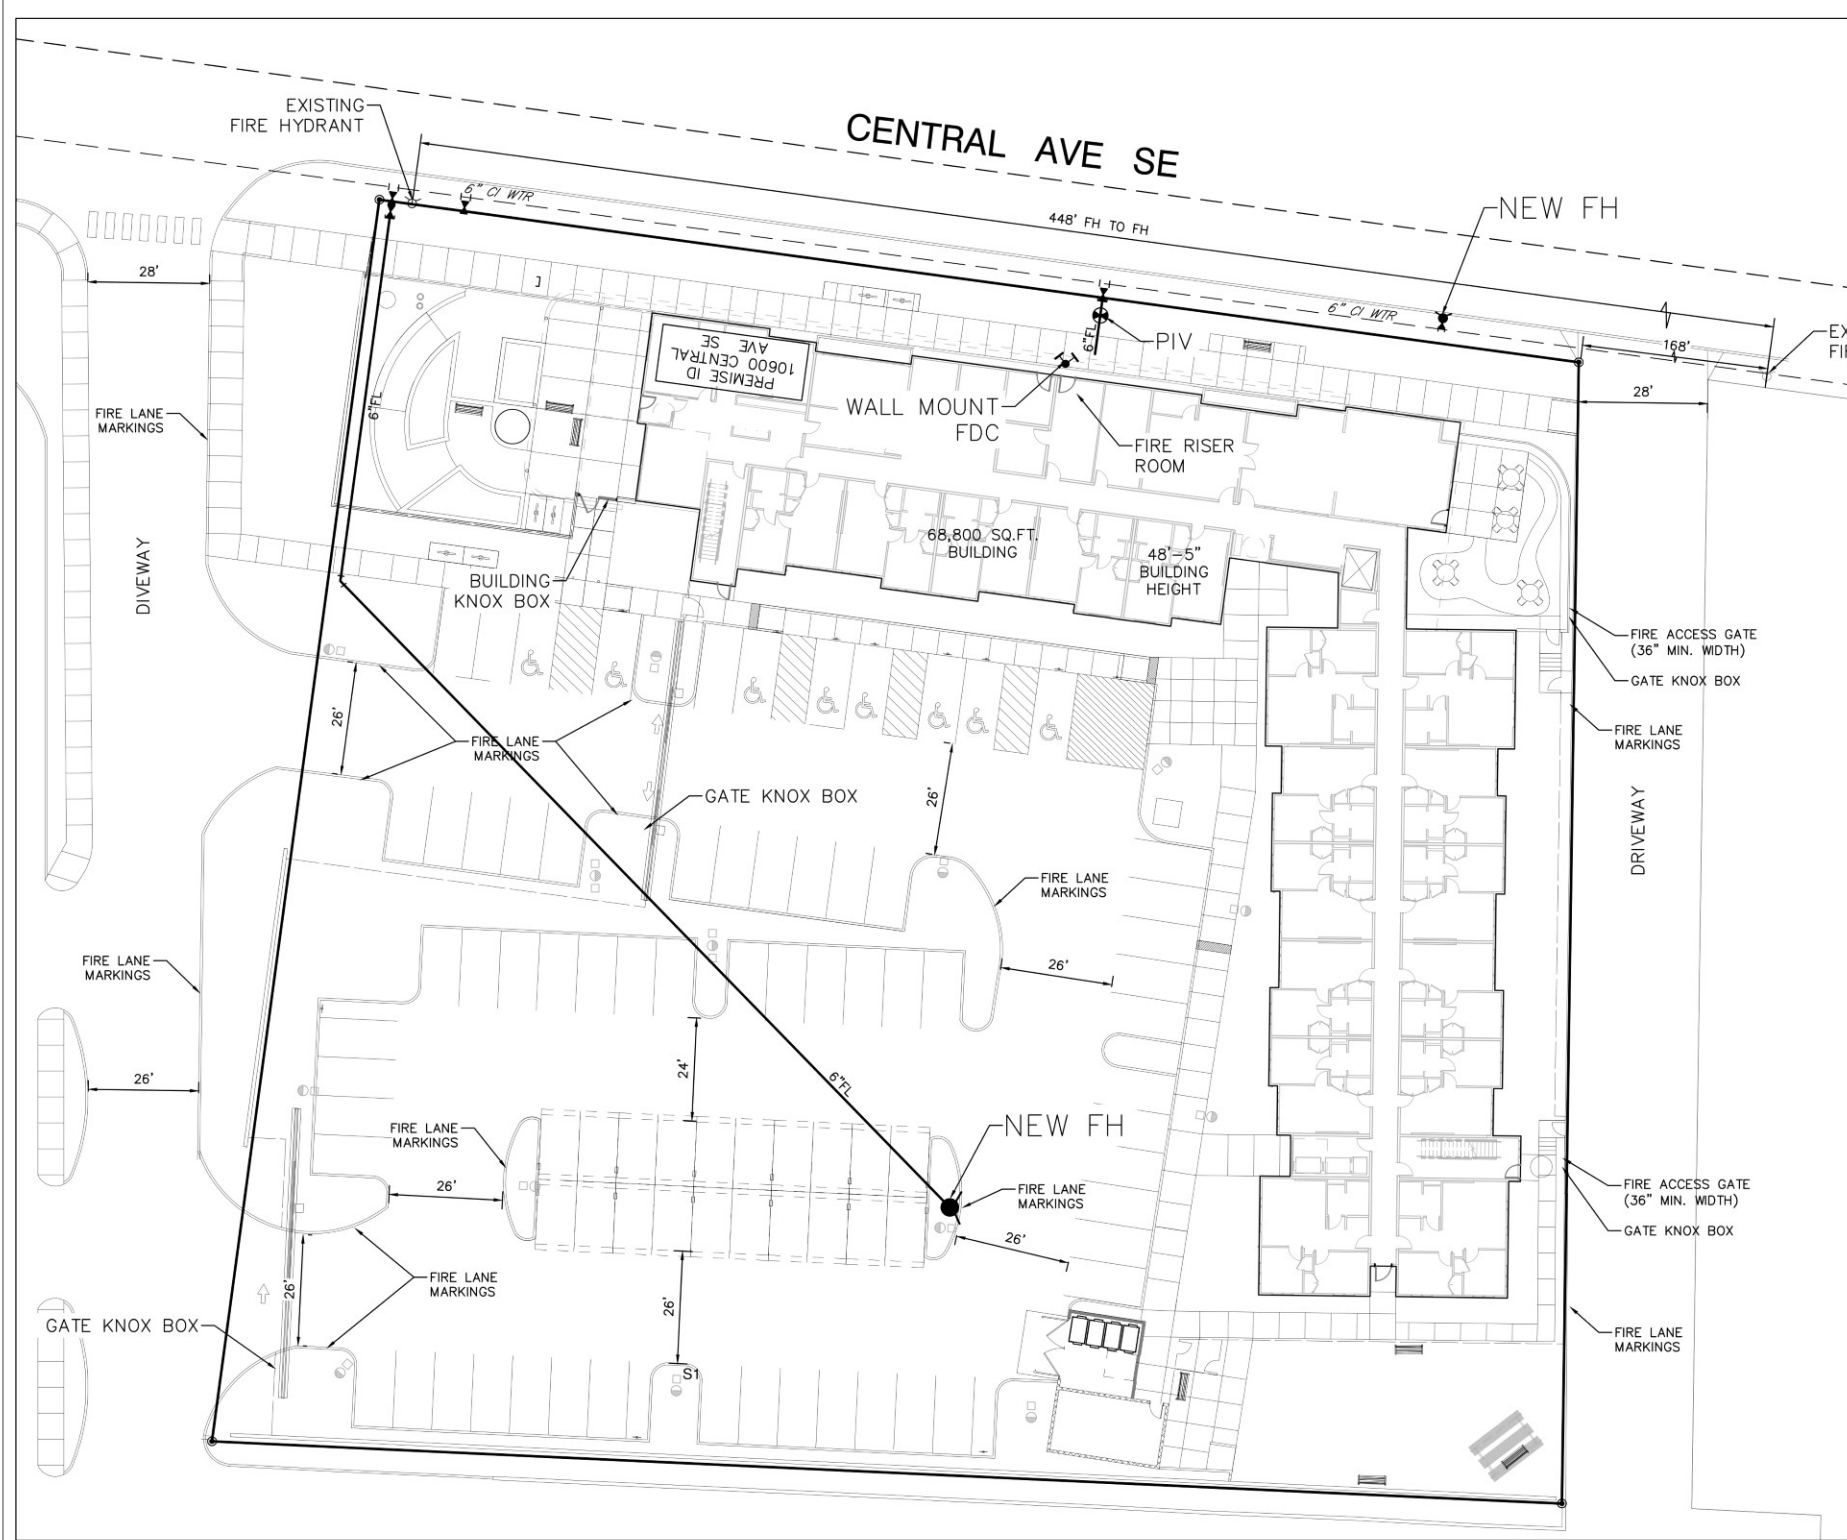 EXISTING
FIRE HYDRANT
CENTRAL AVE SE
6" CI WTR
448' FH TO FH
NEW FH
28'
6" CI WTR
168'
EX
FI
PIV
6"FL
PREMISE ID
10600 CENTRAL
AVE SE
6"FL
28'
WALL MOUNT
FDC
FIRE LANE
MARKINGS
FIRE RISER
ROOM
68,800 SQ.FT.
BUILDING
48'-5"
BUILDING
HEIGHT
DIVEWAY
BUILDING
KNOX BOX
FIRE ACCESS GATE
(36" MIN. WIDTH)
GATE KNOX BOX
26'
FIRE LANE
MARKINGS
FIRE LANE
MARKINGS
GATE KNOX BOX
26'
DRIVEWAY
FIRE LANE
MARKINGS
FIRE LANE
MARKINGS
26'
26'
24'
6"FL
FIRE LANE
MARKINGS
NEW FH
26'
FIRE LANE
MARKINGS
FIRE ACCESS GATE
(36" MIN. WIDTH)
GATE KNOX BOX
26'
26'
FIRE LANE
MARKINGS
26'
GATE KNOX BOX
FIRE LANE
MARKINGS
S1